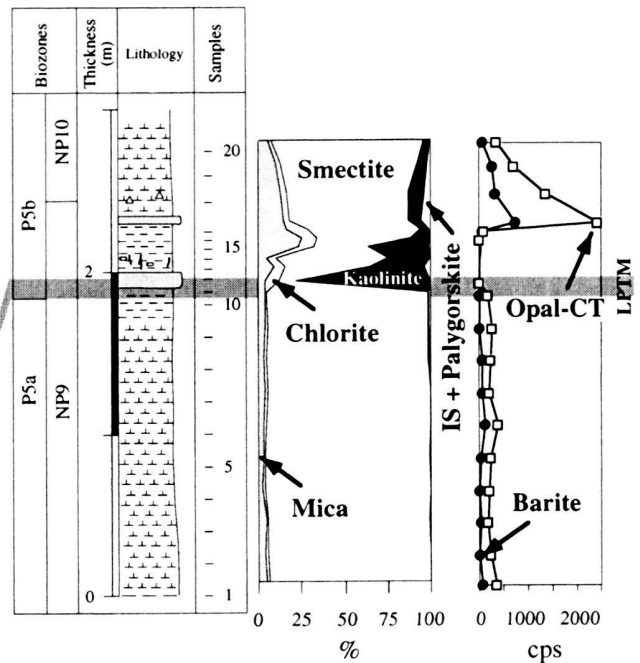 Biozones
Thickness (m)
Lithology
Samples
P5b
NP10
P5a
NP9
2
0
20
15
10
5
1
Smectite
Kaolinite
Chlorite
Mica
IS + Palygorskite
Opal-CT
Barite
LPTM
0 25 50 75 100
%
0 1000 2500
cps